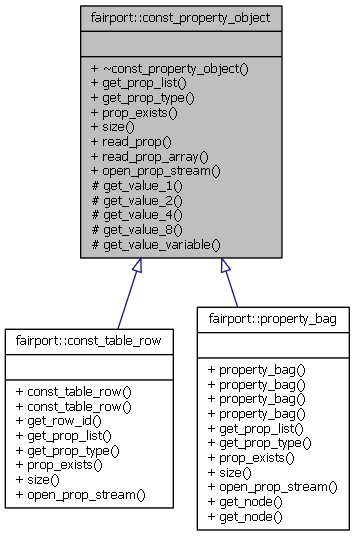 fairport::const_property_object
+ ~const_property_object()
+ get_prop_list()
+ get_prop_type()
+ prop_exists()
+ size()
+ read_prop()
+ read_prop_array()
+ open_prop_stream()
# get_value_1()
# get_value_2()
# get_value_4()
# get_value_8()
# get_value_variable()
fairport::const_table_row
+ const_table_row()
+ const_table_row()
+ get_row_id()
+ get_prop_list()
+ get_prop_type()
+ prop_exists()
+ size()
+ open_prop_stream()
fairport::property_bag
+ property_bag()
+ property_bag()
+ property_bag()
+ property_bag()
+ get_prop_list()
+ get_prop_type()
+ prop_exists()
+ size()
+ open_prop_stream()
+ get_node()
+ get_node()